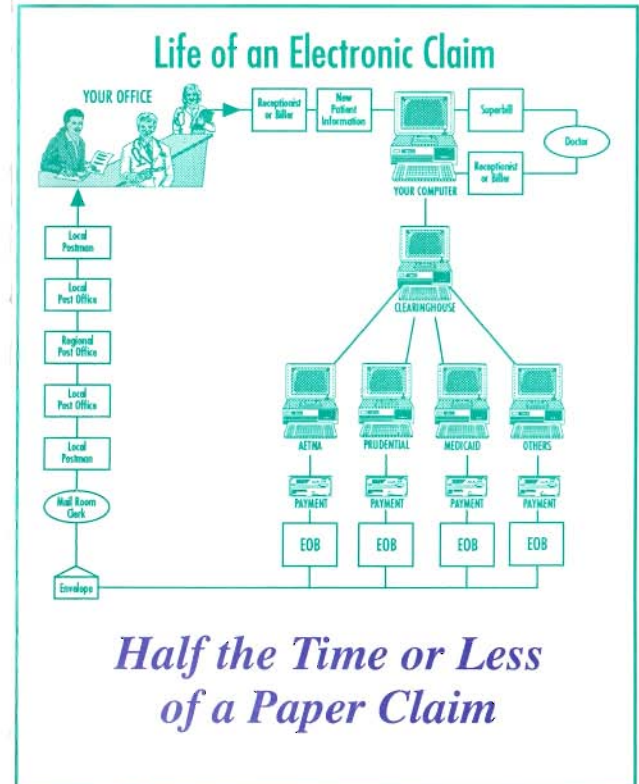 Life of an Electronic Claim
YOUR OFFICE
Receptionist
or Biller
New
Patient
Information
YOUR COMPUTER
Superbill
Doctor
Receptionist
or Biller
CLEARINGHOUSE
AETNA
PRUDENTIAL
MEDICAID
OTHERS
PAYMENT
PAYMENT
PAYMENT
PAYMENT
EOB
EOB
EOB
EOB
Local
Postman
Local
Post Office
Regional
Post Office
Local
Post Office
Local
Postman
Mail Room
Clerk
Envelope
Half the Time or Less
of a Paper Claim